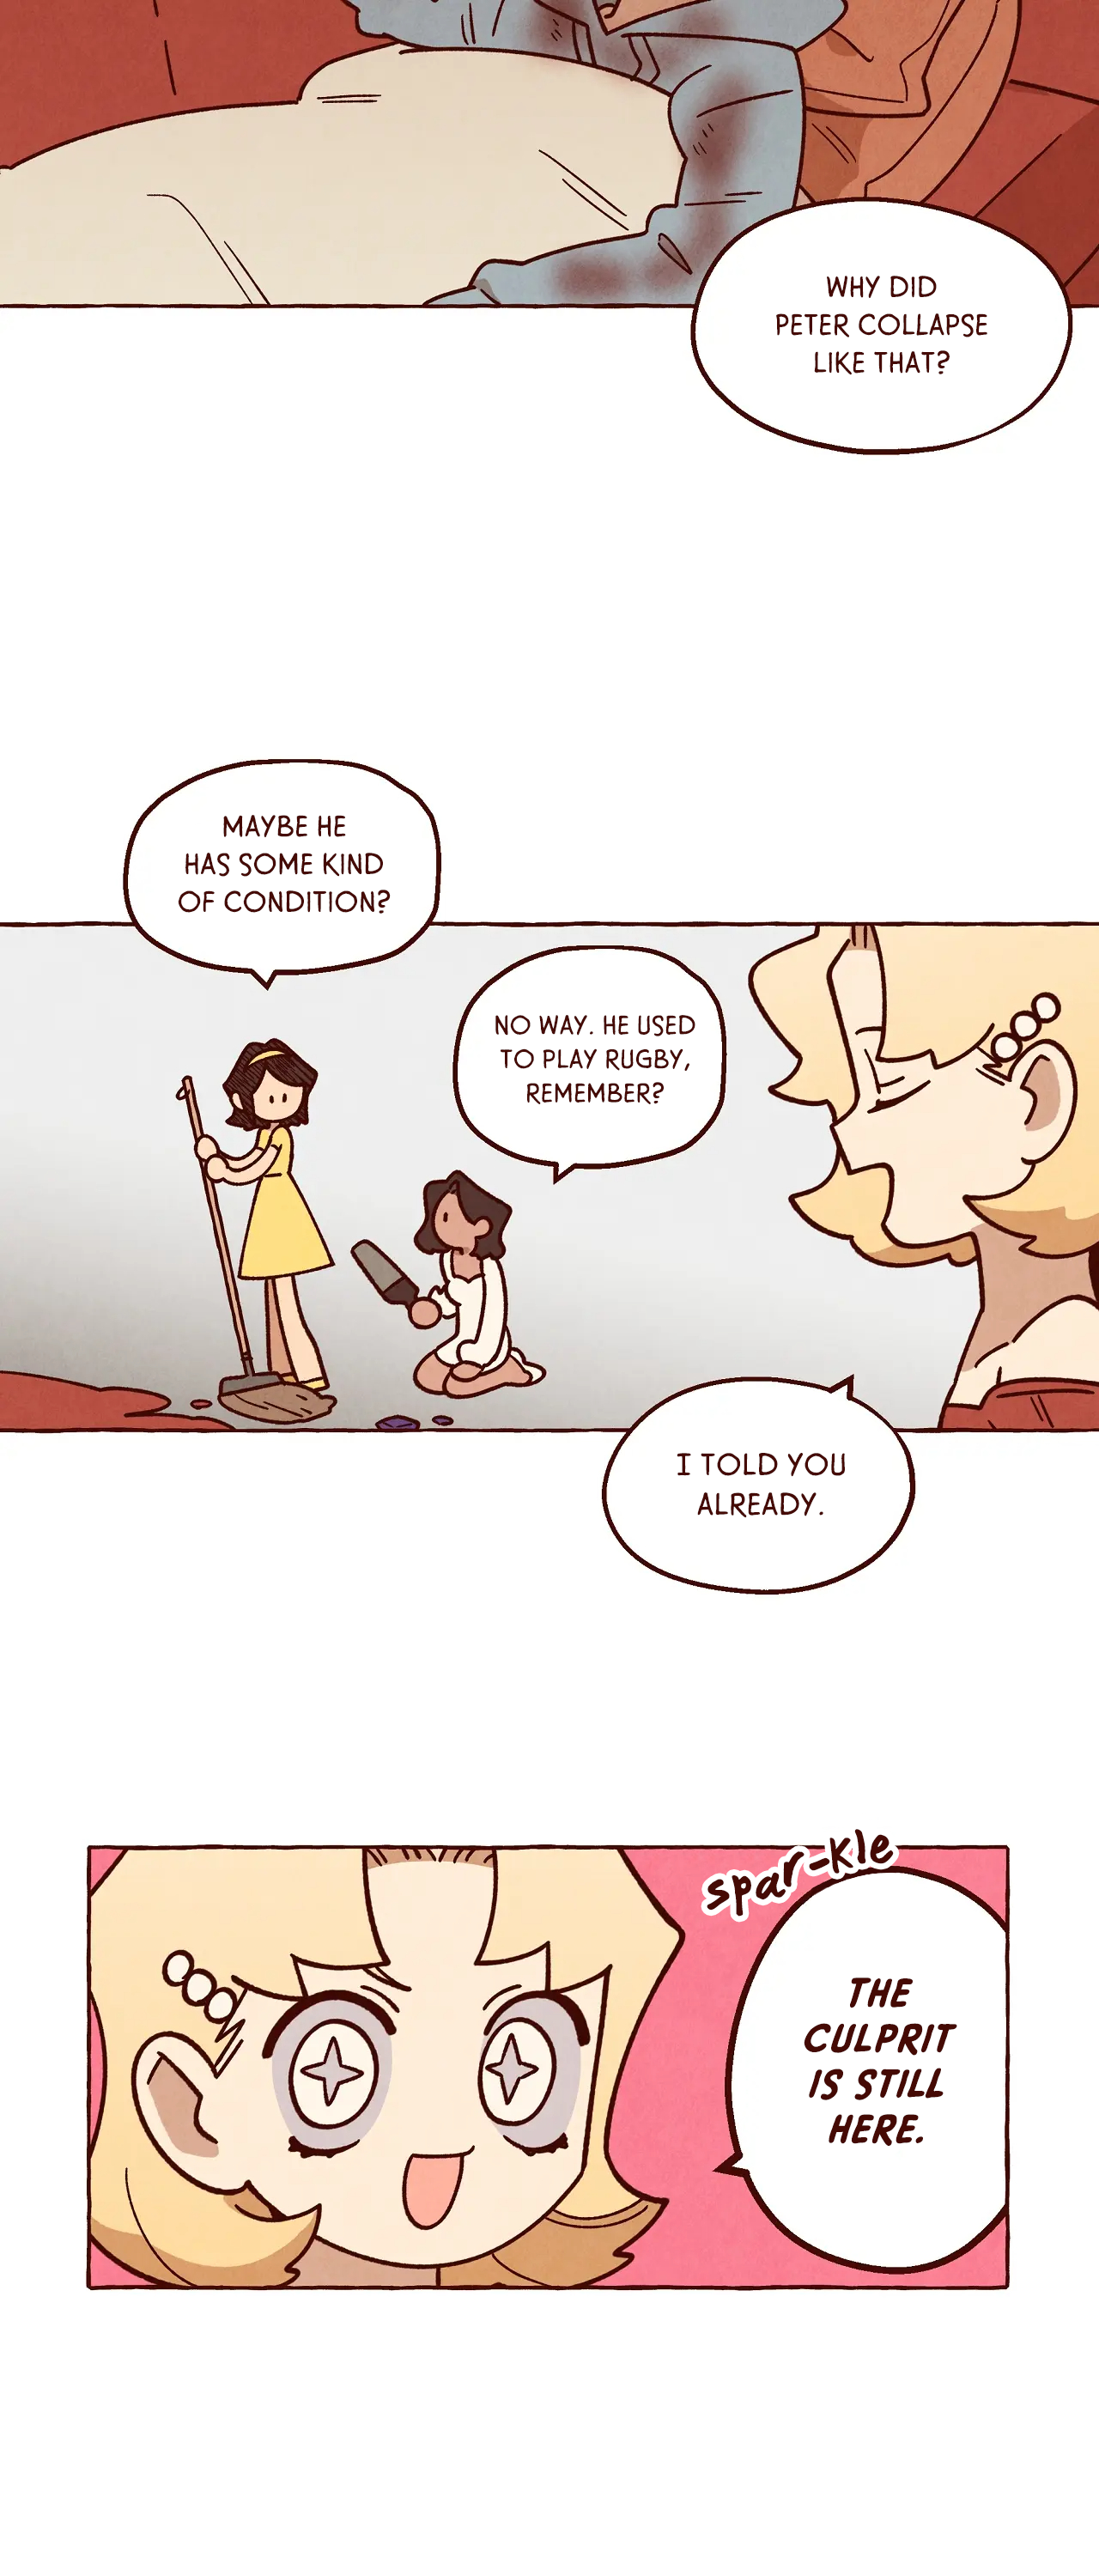 WHY DID
PETER COLLAPSE
LIKE THAT?
MAYBE HE
HAS SOME KIND
OF CONDITION?
NO WAY. HE USED
TO PLAY RUGBY,
REMEMBER?
I TOLD YOU
ALREADY.
spar-kle
THE
CULPRIT
IS STILL
HERE.